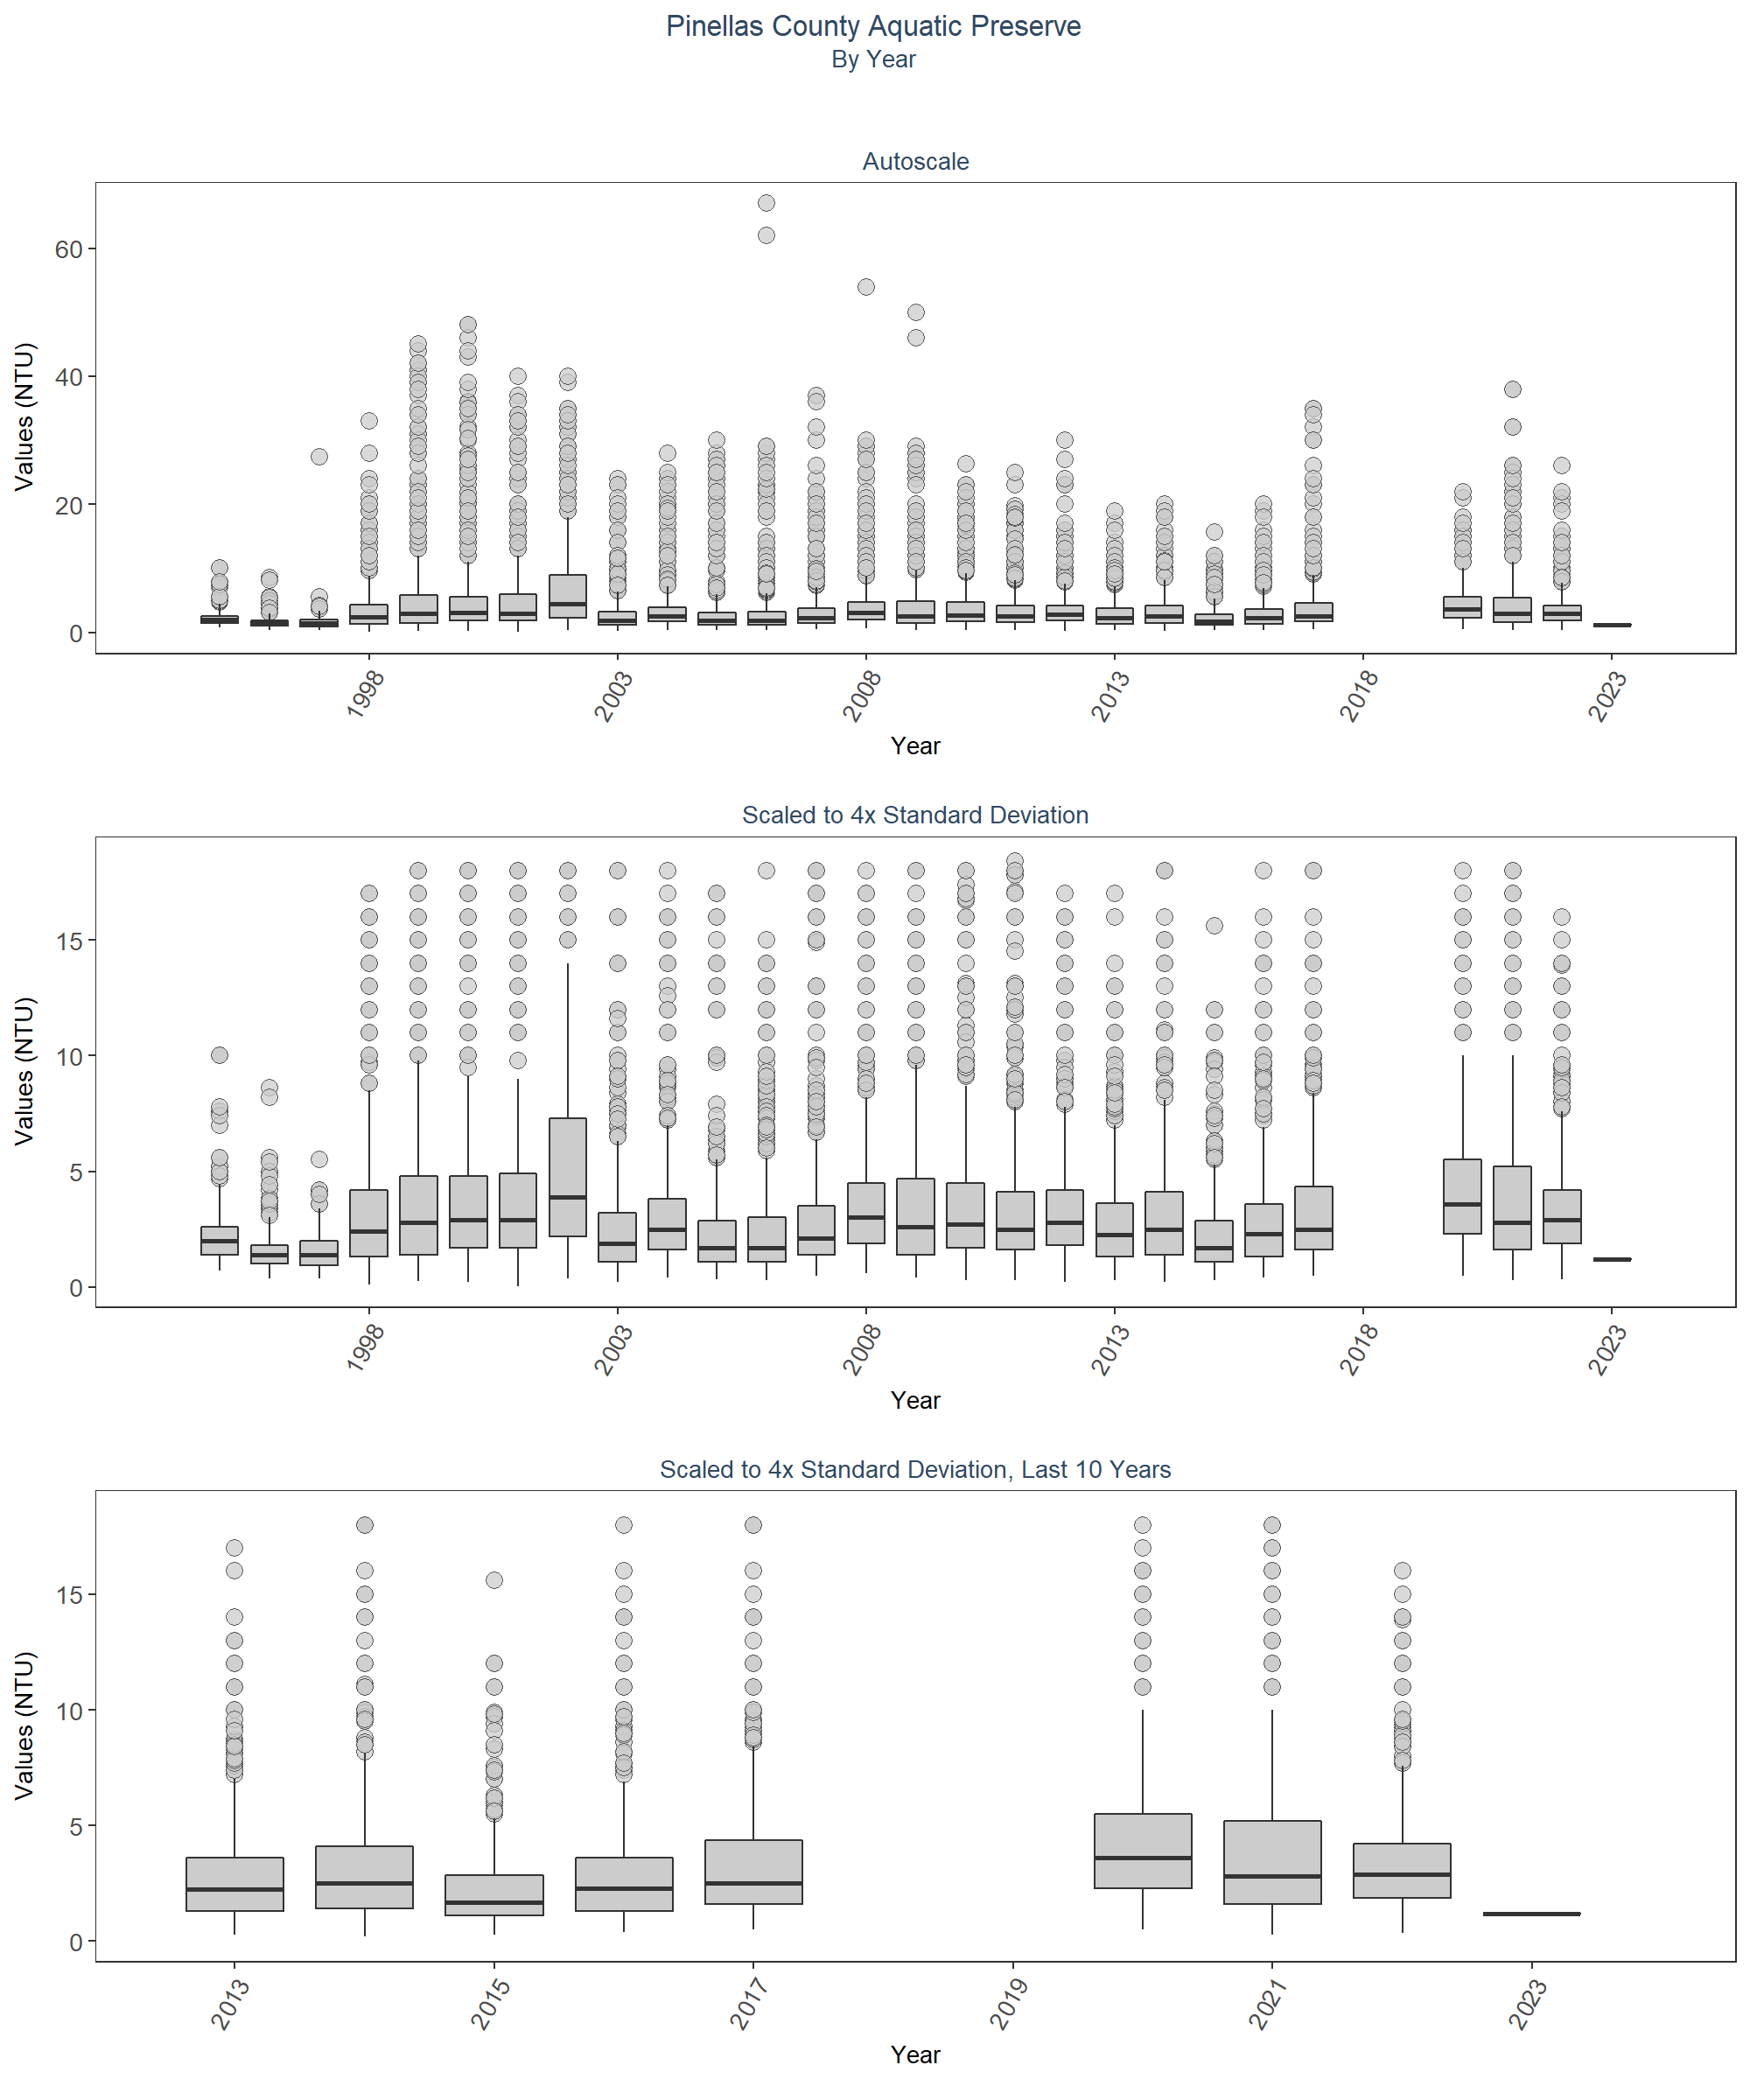 Pinellas County Aquatic Preserve
By Year
Autoscale
Values (NTU)
60
40
20
0
1998
2003
2008
2013
2018
2023
Year
Scaled to 4x Standard Deviation
Values (NTU)
15
10
5
0
1998
2003
2008
2013
2018
2023
Year
Scaled to 4x Standard Deviation, Last 10 Years
Values (NTU)
15
10
5
0
2013
2015
2017
2019
2021
2023
Year